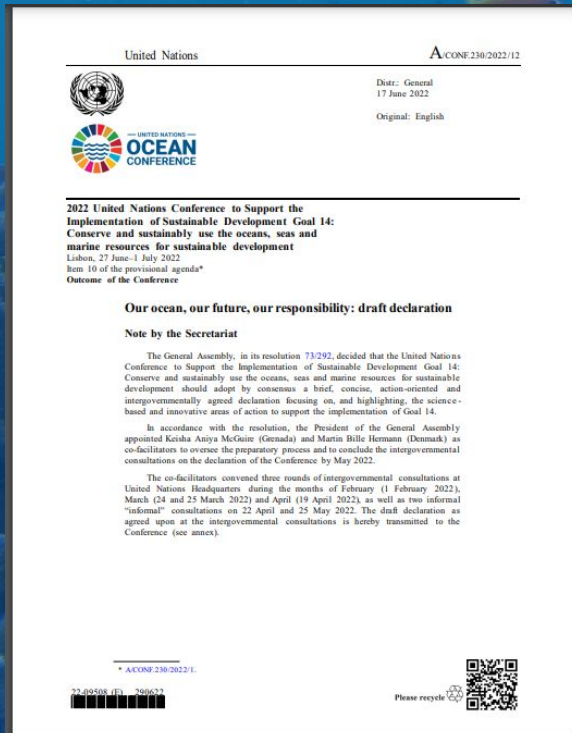 United Nations
A/CONF.230/2022/12
Distr.: General
17 June 2022
Original: English
UNITED NATIONS
OCEAN
CONFERENCE
2022 United Nations Conference to Support the
Implementation of Sustainable Development Goal 14:
Conserve and sustainably use the oceans, seas and
marine resources for sustainable development
Lisbon, 27 June–1 July 2022
Item 10 of the provisional agenda*
Outcome of the Conference
Our ocean, our future, our responsibility: draft declaration
Note by the Secretariat
The General Assembly, in its resolution 73/292, decided that the United Nations
Conference to Support the Implementation of Sustainable Development Goal 14:
Conserve and sustainably use the oceans, seas and marine resources for sustainable
development should adopt by consensus a brief, concise, action-oriented and
intergovernmentally agreed declaration focusing on, and highlighting, the science-
based and innovative areas of action to support the implementation of Goal 14.
In accordance with the resolution, the President of the General Assembly
appointed Keisha Aniya McGuire (Grenada) and Martin Bille Hermann (Denmark) as
co-facilitators to oversee the preparatory process and to conclude the intergovernmental
consultations on the declaration of the Conference by May 2022.
The co-facilitators convened three rounds of intergovernmental consultations at
United Nations Headquarters during the months of February (1 February 2022),
March (24 and 25 March 2022) and April (19 April 2022), as well as two informal
“informal” consultations on 22 April and 25 May 2022. The draft declaration as
agreed upon at the intergovernmental consultations is hereby transmitted to the
Conference (see annex).
* A/CONF.230/2022/1.
22-09508 (E) 290622
Please recycle